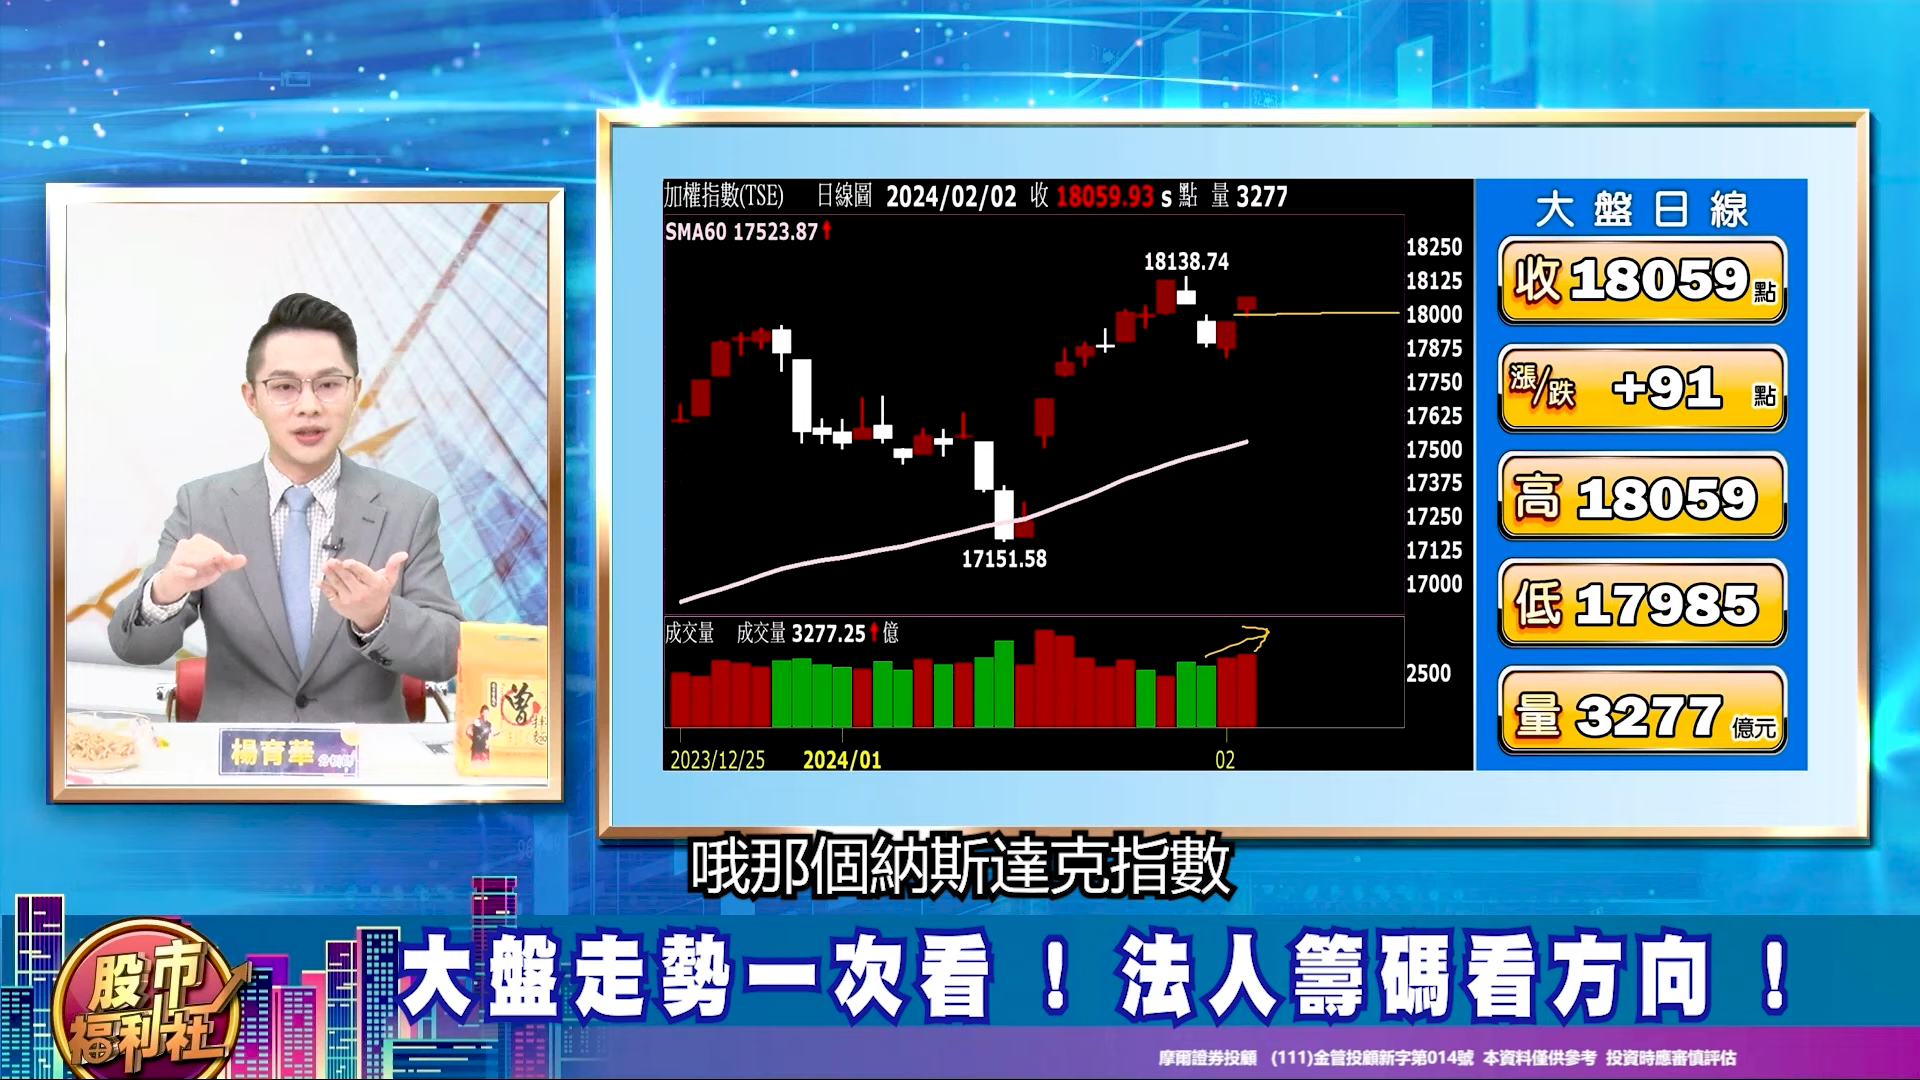 加權指數(TSE) 日線圖 2024/02/02 收 18059.93 s 點 量 3277
SMA60 17523.87
18138.74
17151.58
18250
18125
18000
17875
17750
17625
17500
17375
17250
17125
17000
成交量 成交量 3277.25 億
2500
2023/12/25 2024/01 02
大盤日線
收 18059 點
漲/跌 +91 點
高 18059
低 17985
量 3277 億元
楊育華 分析師
曾
拌
麵
哦那個納斯達克指數
大盤走勢一次看！法人籌碼看方向！
股市
福利社
摩爾證券投顧 (111)金管投顧新字第014號 本資料僅供參考 投資時應審慎評估